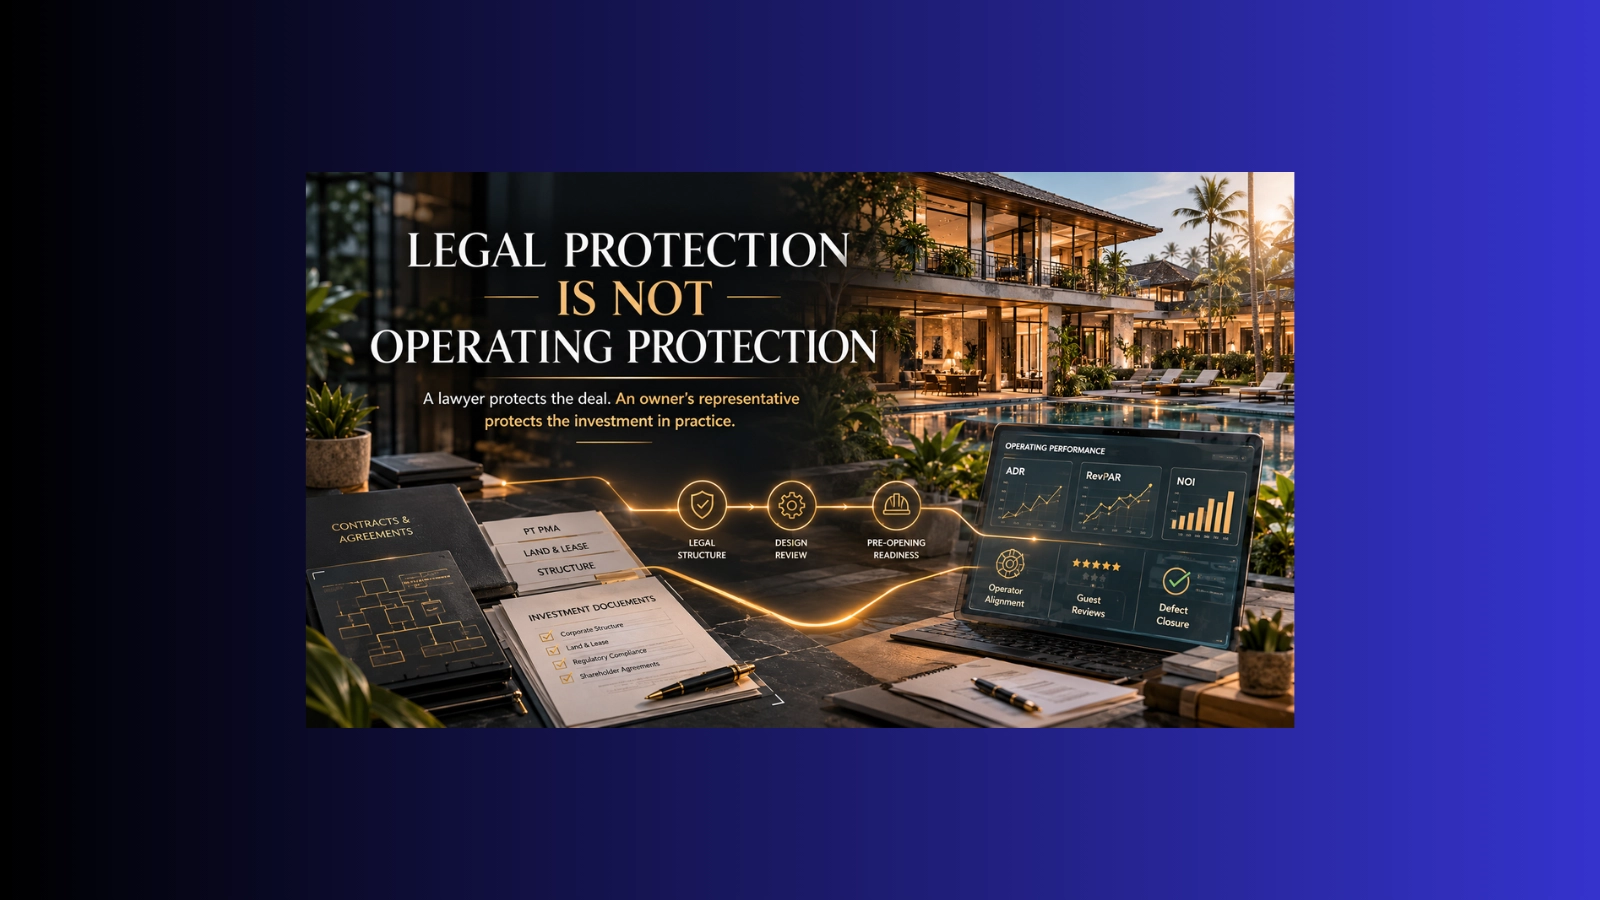 LEGAL PROTECTION
IS NOT
OPERATING PROTECTION
A lawyer protects the deal. An owner's representative
protects the investment in practice.
LEGAL
STRUCTURE
DESIGN
REVIEW
PRE-OPENING
READINESS
CONTRACTS &
AGREEMENTS
PT PMA
LAND & LEASE
STRUCTURE
INVESTMENT DOCUEMENTS
Corporate Structure
Land & Lease
Regulatory Compliance
Shareholder Agreements
OPERATING PERFORMANCE
ADR
RevPAR
NOI
Operator
Alignment
Guest
Reviews
Defect
Closure